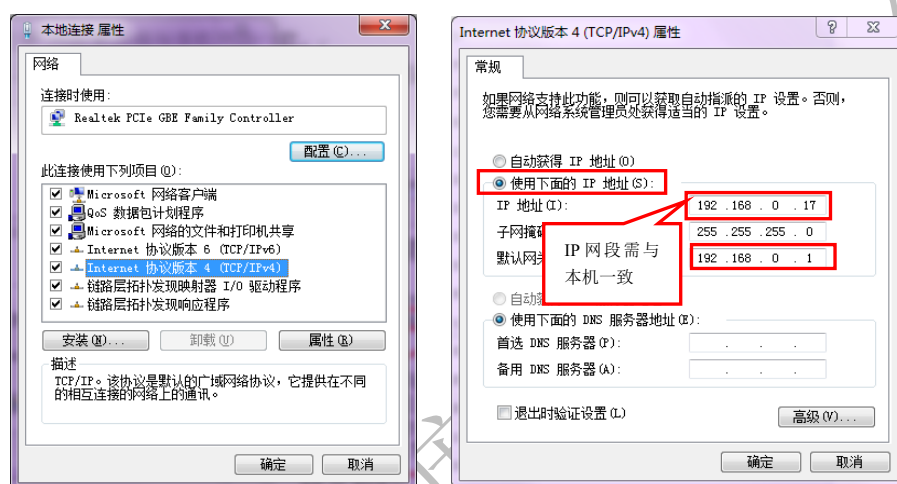 本地连接 属性
网络
连接时使用:
Realtek PCIe GBE Family Controller
配置(C)...
此连接使用下列项目(O):
Microsoft 网络客户端
QoS 数据包计划程序
Microsoft 网络的文件和打印机共享
Internet 协议版本 6 (TCP/IPv6)
Internet 协议版本 4 (TCP/IPv4)
链路层拓扑发现映射器 I/O 驱动程序
链路层拓扑发现响应程序
安装(N)...
卸载(U)
属性(R)
描述
TCP/IP。该协议是默认的广域网络协议，它提供在不同
的相互连接的网络上的通讯。
确定
取消
Internet 协议版本 4 (TCP/IPv4) 属性
常规
如果网络支持此功能，则可以获取自动指派的 IP 设置。否则，
您需要从网络系统管理员处获得适当的 IP 设置。
自动获得 IP 地址(O)
使用下面的 IP 地址(S):
IP 地址(I):
192 .168 . 0 . 17
子网掩
255 .255 .255 . 0
默认网
192 .168 . 0 . 1
IP 网段需与
本机一致
自动
使用下面的 DNS 服务器地址(E):
首选 DNS 服务器(P):
备用 DNS 服务器(A):
退出时验证设置(L)
高级(V)...
确定
取消